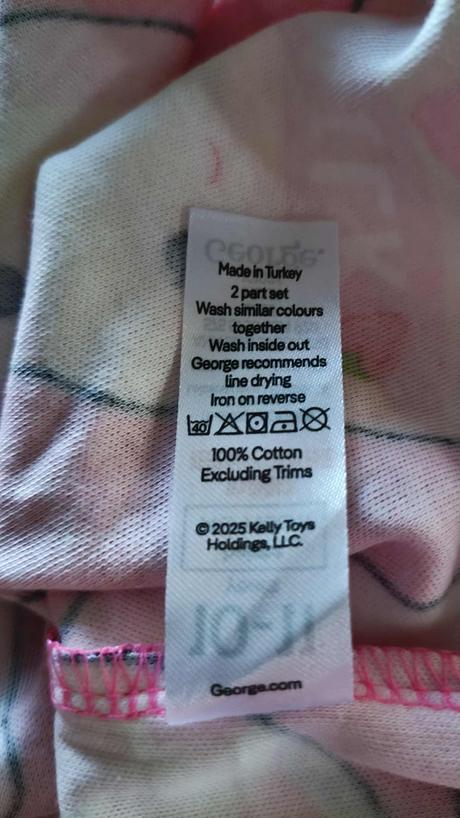 Made in Turkey
2 part set
Wash similar colours
together
Wash inside out
George recommends
line drying
Iron on reverse
40
100% Cotton
Excluding Trims
© 2025 Kelly Toys
Holdings, LLC.
George.com